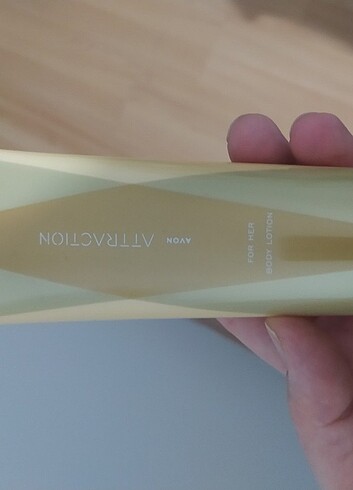 AVON
ATTRACTION
FOR HER
BODY LOTION